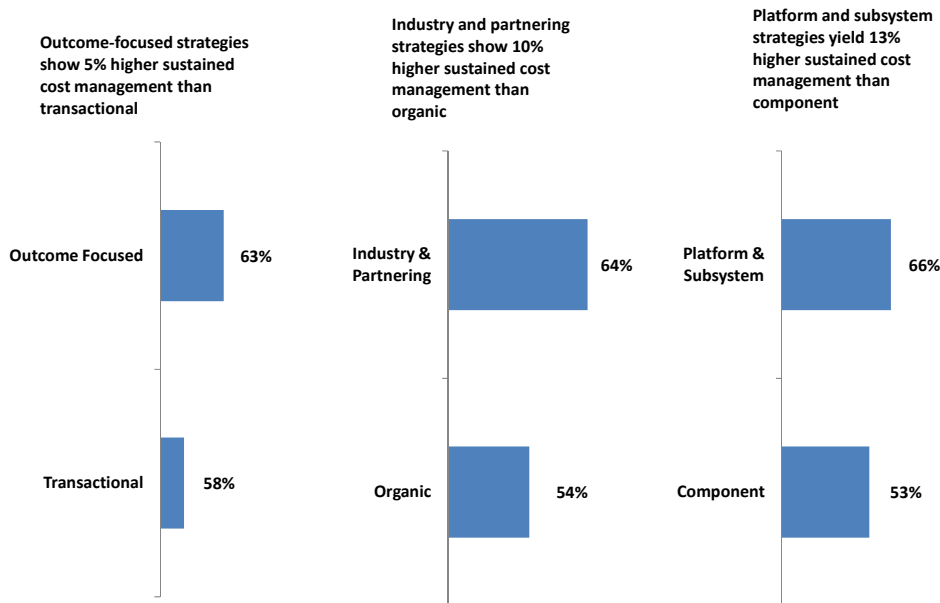 Outcome-focused strategies
show 5% higher sustained
cost management than
transactional
Outcome Focused
63%
Transactional
58%
Industry and partnering
strategies show 10%
higher sustained cost
management than
organic
Industry &
Partnering
64%
Organic
54%
Platform and subsystem
strategies yield 13%
higher sustained cost
management than
component
Platform &
Subsystem
66%
Component
53%